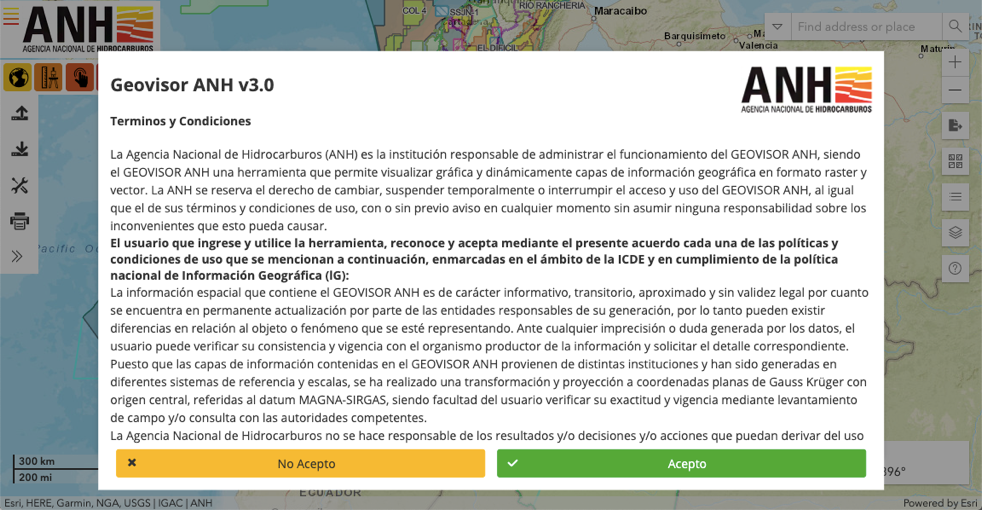 ANH
AGENCIA NACIONAL DE HIDROCARBUROS
COL 4
SSJN-1
RIO RANCHERIA
Maracaibo
EL DIFICIL
Barquisimeto
Valencia
Find address or place
Geovisor ANH v3.0
ANH
AGENCIA NACIONAL DE HIDROCARBUROS
Terminos y Condiciones
La Agencia Nacional de Hidrocarburos (ANH) es la institución responsable de administrar el funcionamiento del GEOVISOR ANH, siendo
el GEOVISOR ANH una herramienta que permite visualizar gráfica y dinámicamente capas de información geográfica en formato raster y
vector. La ANH se reserva el derecho de cambiar, suspender temporalmente o interrumpir el acceso y uso del GEOVISOR ANH, al igual
que el de sus términos y condiciones de uso, con o sin previo aviso en cualquier momento sin asumir ninguna responsabilidad sobre los
inconvenientes que esto pueda causar.
El usuario que ingrese y utilice la herramienta, reconoce y acepta mediante el presente acuerdo cada una de las políticas y
condiciones de uso que se mencionan a continuación, enmarcadas en el ámbito de la ICDE y en cumplimiento de la política
nacional de Información Geográfica (IG):
La información espacial que contiene el GEOVISOR ANH es de carácter informativo, transitorio, aproximado y sin validez legal por cuanto
se encuentra en permanente actualización por parte de las entidades responsables de su generación, por lo tanto pueden existir
diferencias en relación al objeto o fenómeno que se esté representando. Ante cualquier imprecisión o duda generada por los datos, el
usuario puede verificar su consistencia y vigencia con el organismo productor de la información y solicitar el detalle correspondiente.
Puesto que las capas de información contenidas en el GEOVISOR ANH provienen de distintas instituciones y han sido generadas en
diferentes sistemas de referencia y escalas, se ha realizado una transformación y proyección a coordenadas planas de Gauss Krüger con
origen central, referidas al datum MAGNA-SIRGAS, siendo facultad del usuario verificar su exactitud y vigencia mediante levantamiento
de campo y/o consulta con las autoridades competentes.
La Agencia Nacional de Hidrocarburos no se hace responsable de los resultados y/o decisiones y/o acciones que puedan derivar del uso
No Acepto
Acepto
Pacific
300 km
200 mi
896°
ECUADOR
Esri, HERE, Garmin, NGA, USGS | IGAC | ANH
Powered by Esri